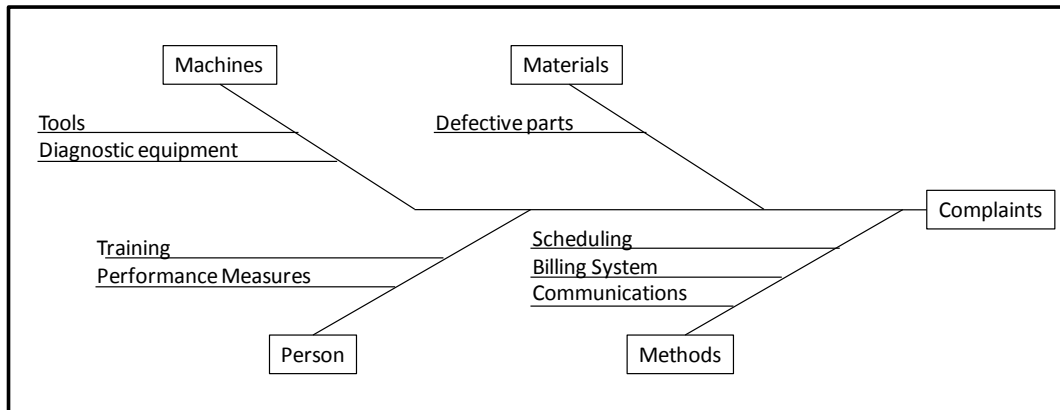 Machines
Materials
Tools
Defective parts
Diagnostic equipment
Complaints
Training
Scheduling
Performance Measures
Billing System
Communications
Person
Methods